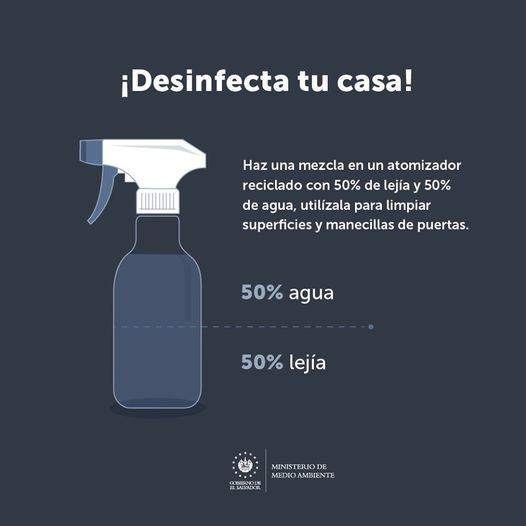 ¡Desinfecta tu casa!
Haz una mezcla en un atomizador
reciclado con 50% de lejía y 50%
de agua, utilízala para limpiar
superficies y manecillas de puertas.
50% agua
50% lejía
GOBIERNO DE
EL SALVADOR
MINISTERIO DE
MEDIO AMBIENTE